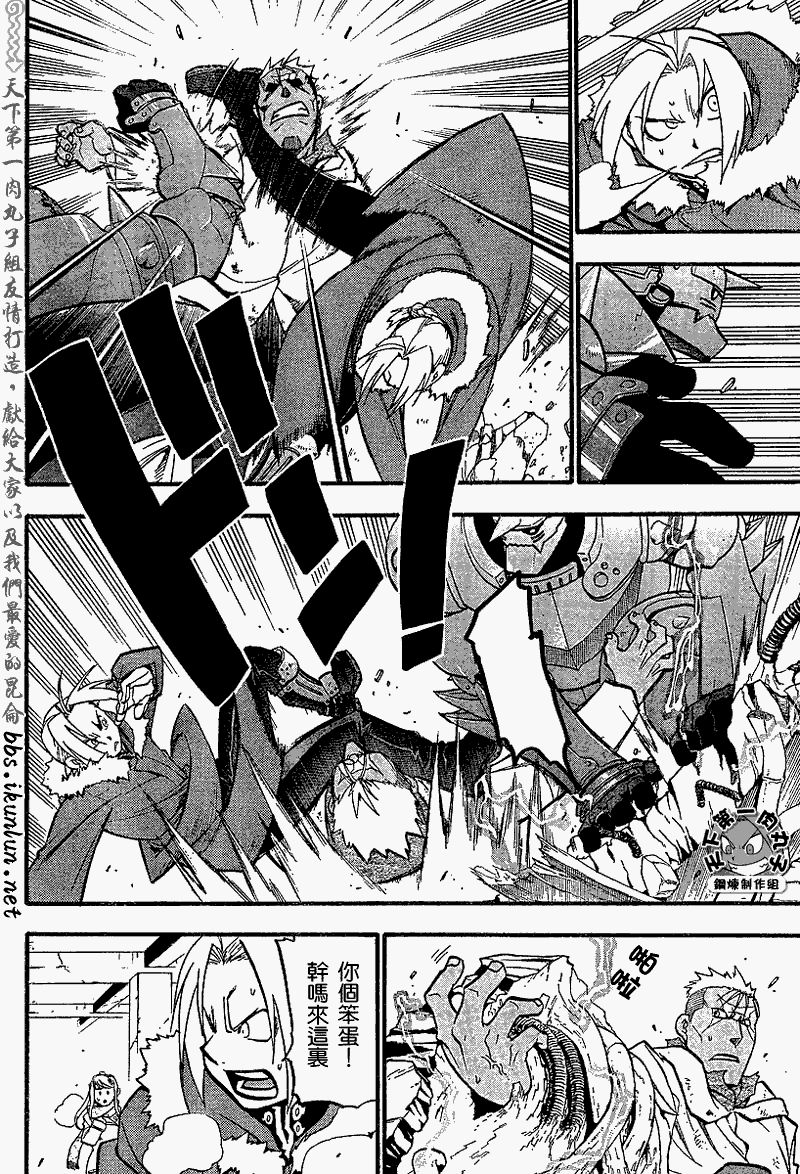 天下第一肉丸子組友情打造，獻給大家以及我們最愛的昆侖 bbs.ikunlun.net
ドドン!
天下第一肉丸子
鋼煉制作組
啪
啦
你個笨蛋！
幹嗎來這裏